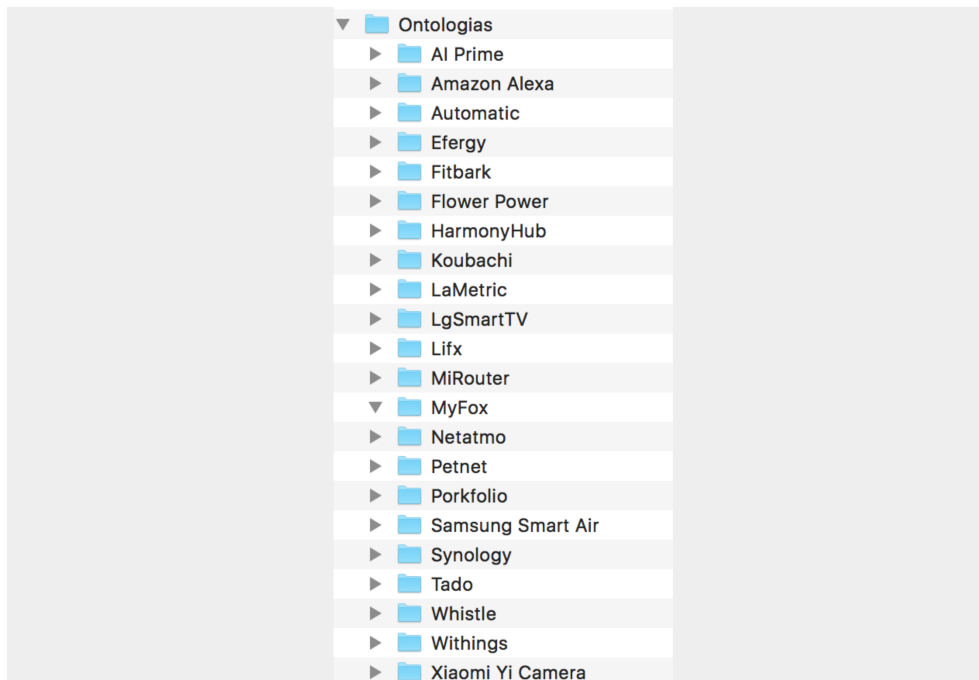 Ontologias
AI Prime
Amazon Alexa
Automatic
Efergy
Fitbark
Flower Power
HarmonyHub
Koubachi
LaMetric
LgSmartTV
Lifx
MiRouter
MyFox
Netatmo
Petnet
Porkfolio
Samsung Smart Air
Synology
Tado
Whistle
Withings
Xiaomi Yi Camera